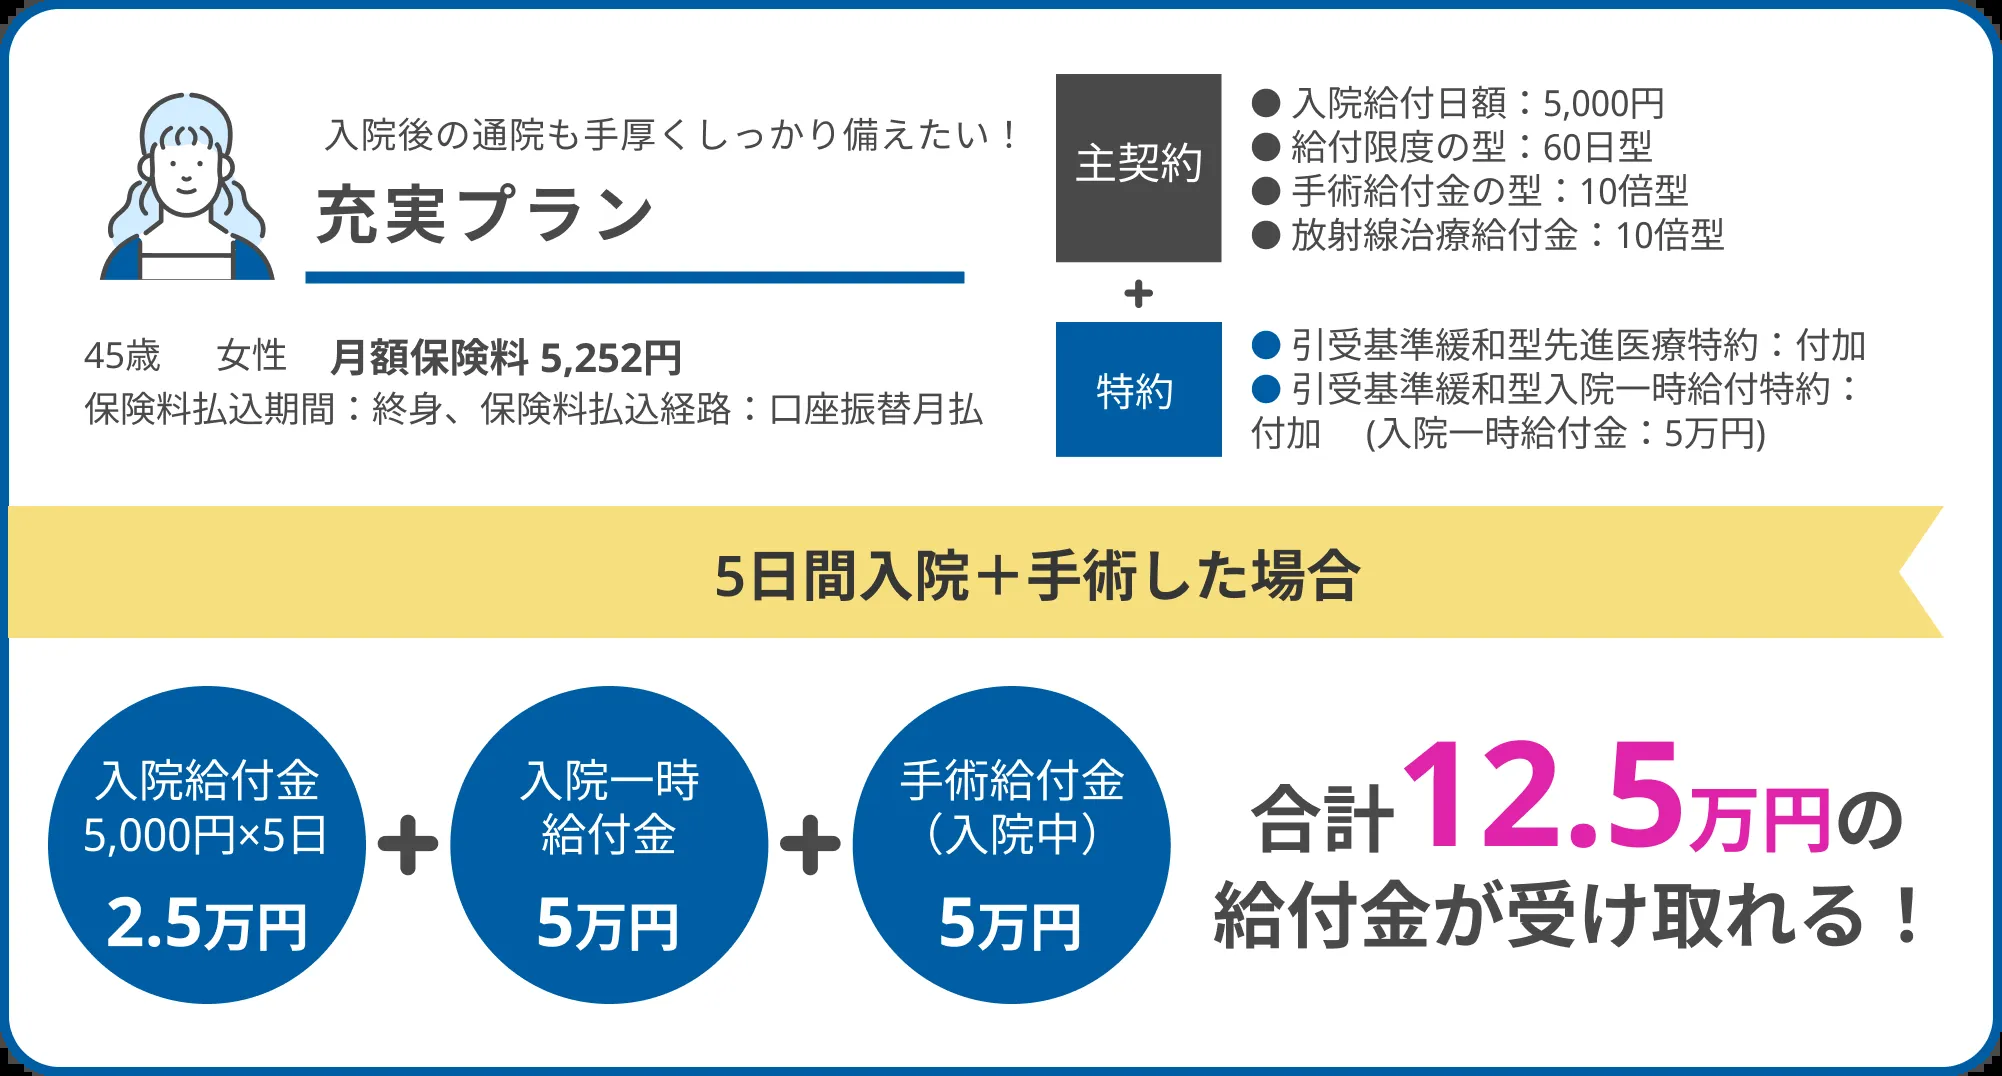 入院後の通院も手厚くしっかり備えたい！
充実プラン
45歳 女性 月額保険料 5,252円
保険料払込期間：終身、保険料払込経路：口座振替月払
主契約
● 入院給付日額：5,000円
● 給付限度の型：60日型
● 手術給付金の型：10倍型
● 放射線治療給付金：10倍型
+
特約
● 引受基準緩和型先進医療特約：付加
● 引受基準緩和型入院一時給付特約：
付加 (入院一時給付金：5万円)
5日間入院＋手術した場合
入院給付金
5,000円×5日
2.5万円
+
入院一時
給付金
5万円
+
手術給付金
（入院中）
5万円
合計12.5万円の
給付金が受け取れる！